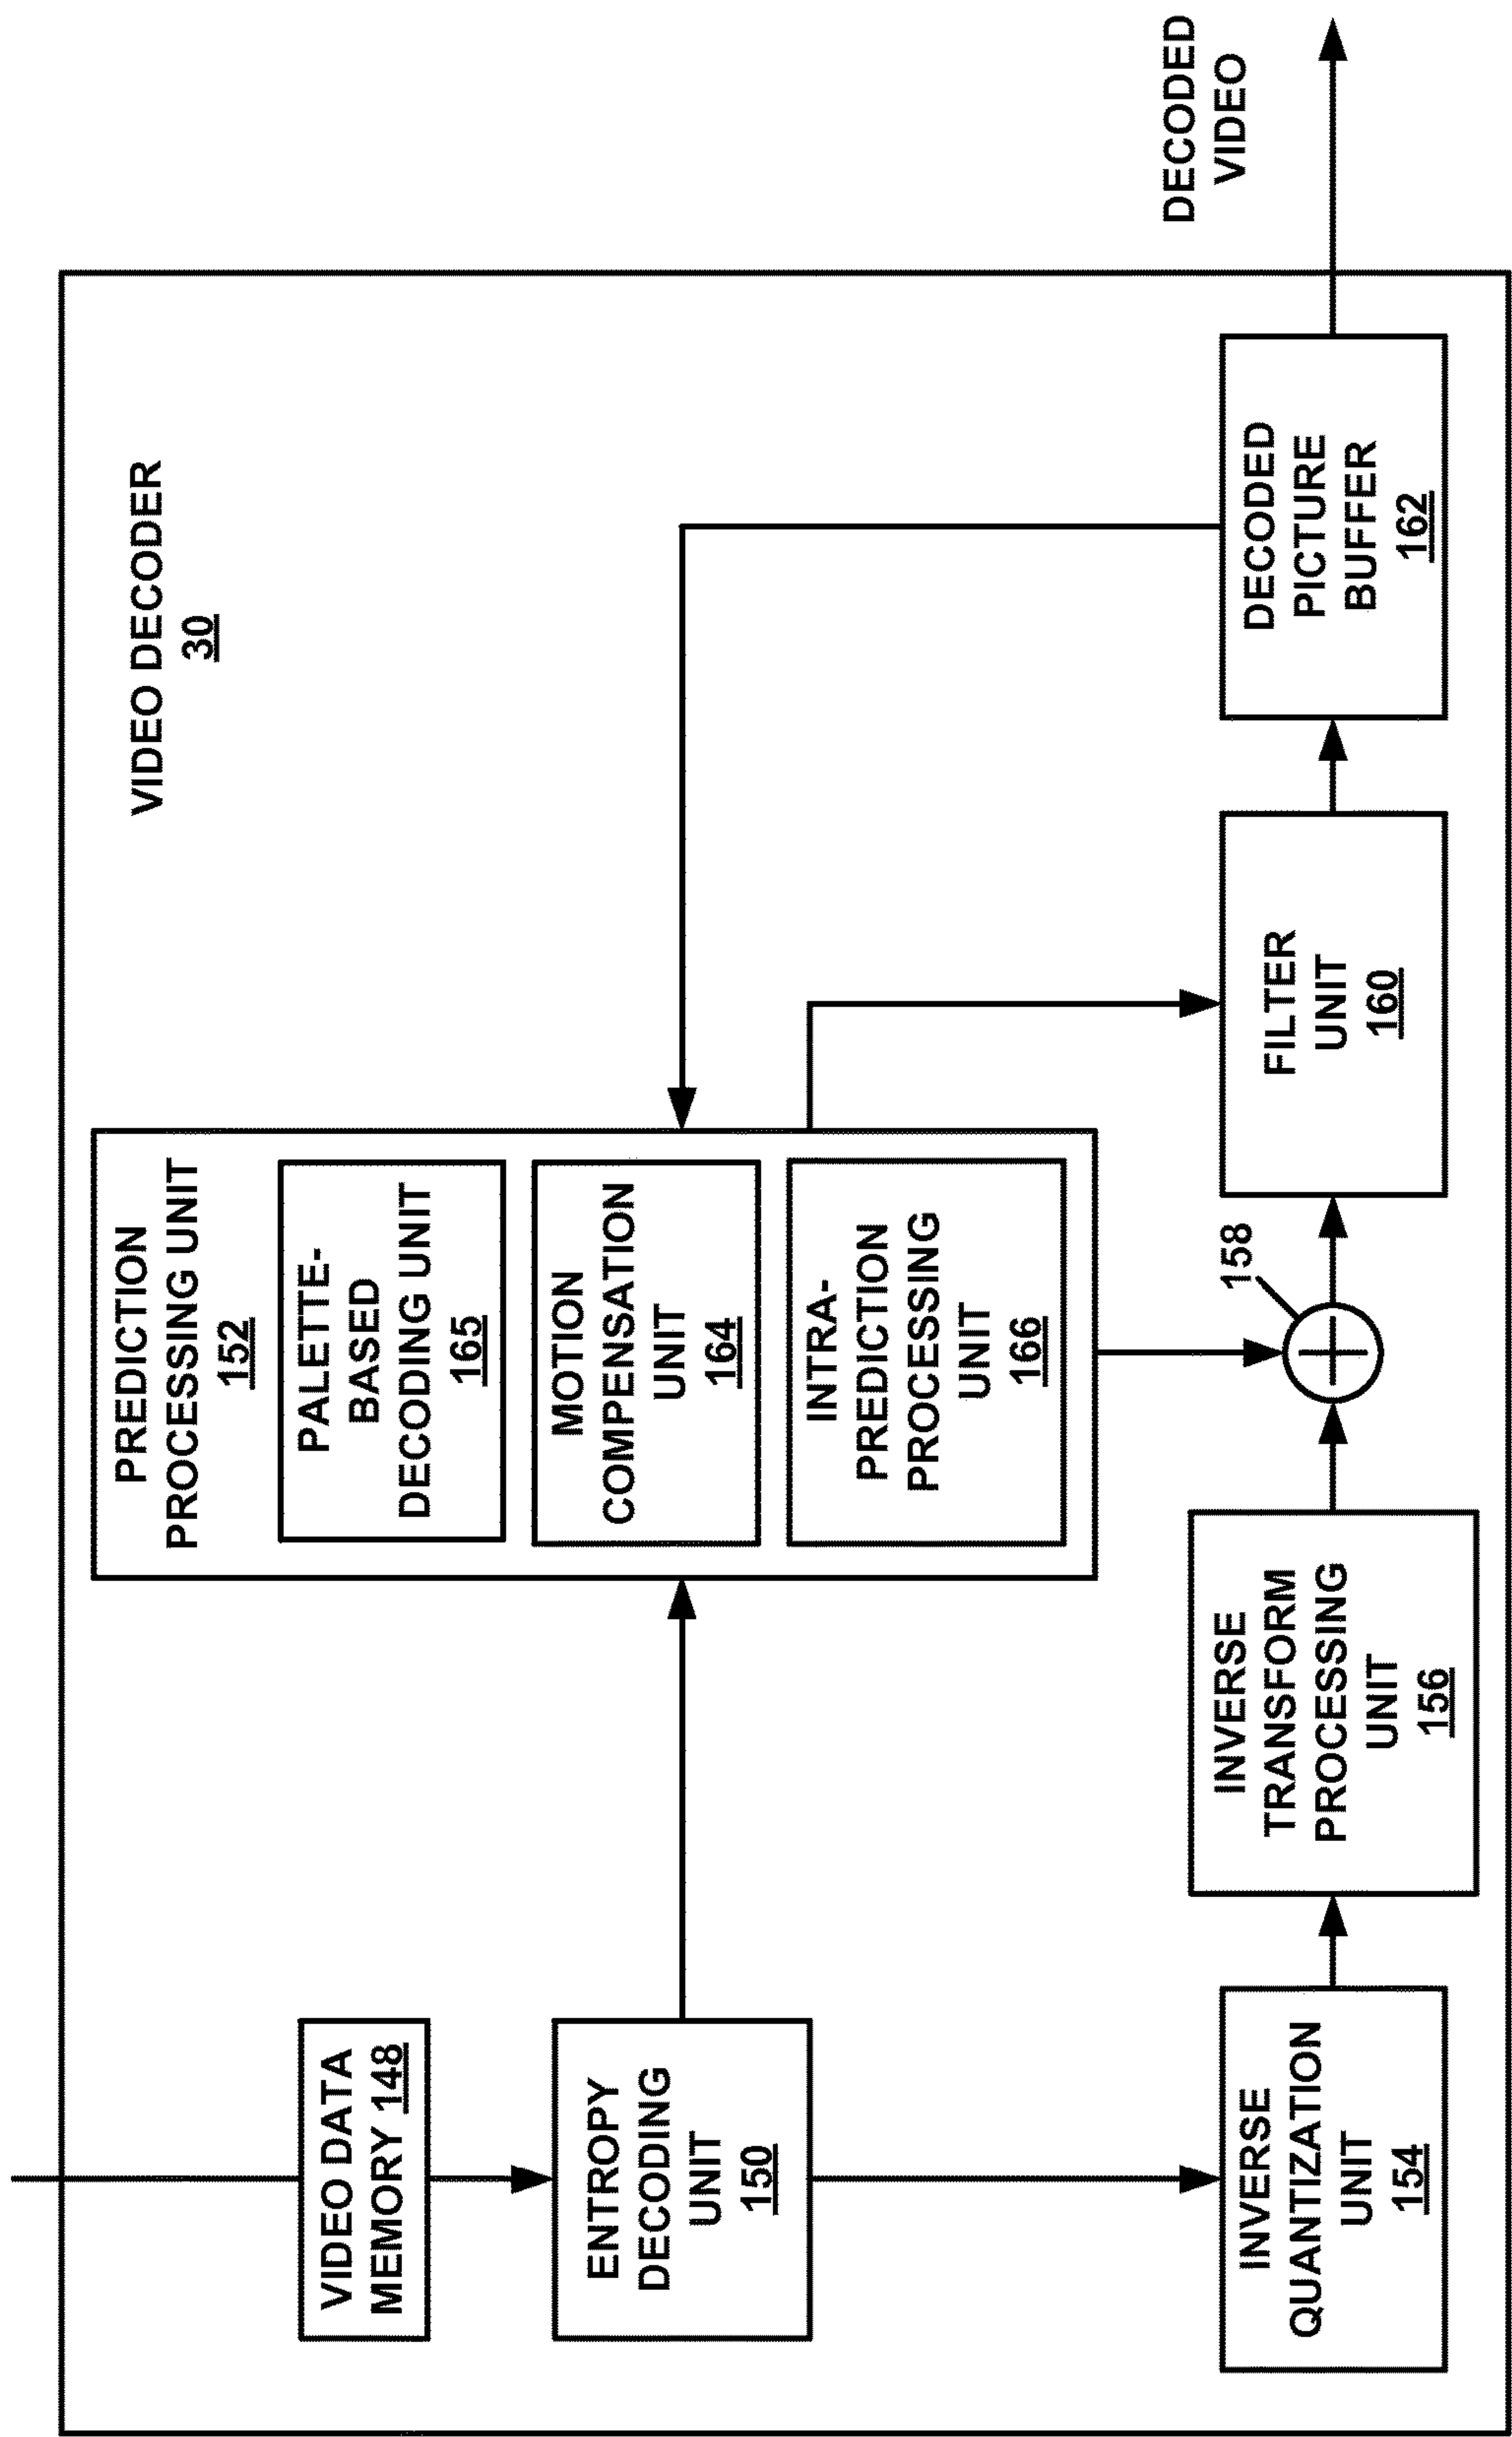 VIDEO DECODER
30
VIDEO DATA
MEMORY 148
ENTROPY
DECODING
UNIT
150
PREDICTION
PROCESSING UNIT
152
PALETTE-
BASED
DECODING UNIT
165
MOTION
COMPENSATION
UNIT
164
INTRA-
PREDICTION
PROCESSING
UNIT
166
INVERSE
QUANTIZATION
UNIT
154
INVERSE
TRANSFORM
PROCESSING
UNIT
156
158
FILTER
UNIT
160
DECODED
PICTURE
BUFFER
162
DECODED
VIDEO